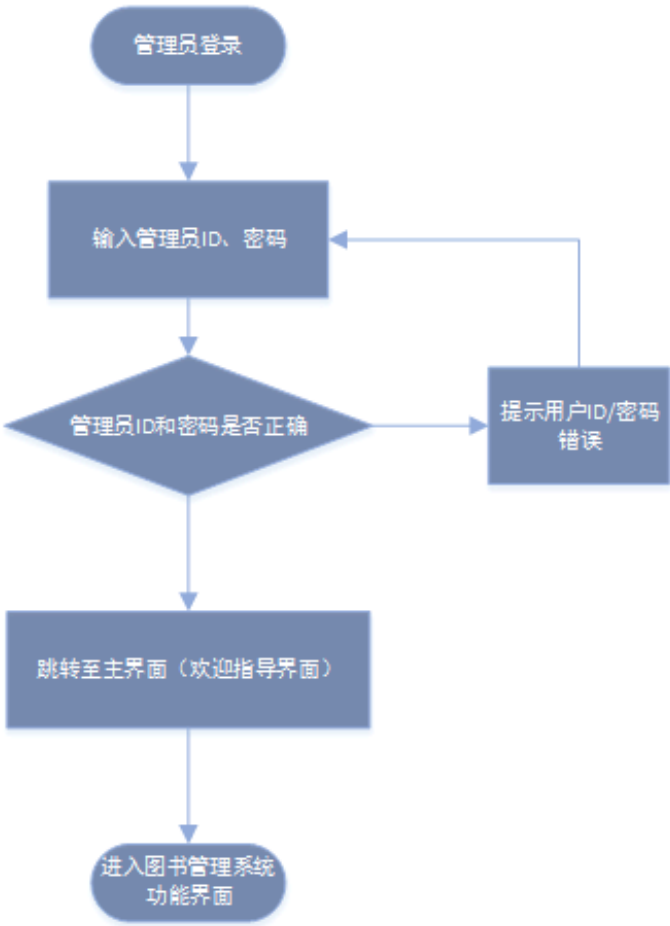 管理员登录
输入管理员ID、密码
管理员ID和密码是否正确
提示用户ID/密码
错误
跳转至主界面（欢迎指导界面）
进入图书管理系统
功能界面